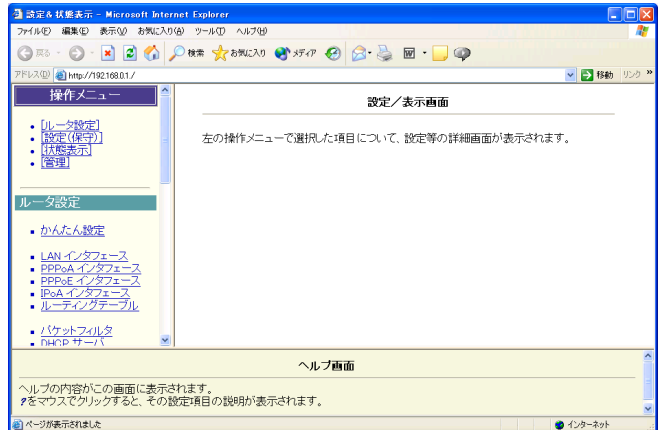 設定&状態表示 - Microsoft Internet Explorer
ファイル(F) 編集(E) 表示(V) お気に入り(A) ツール(T) ヘルプ(H)
戻る 検索 お気に入り メディア
アドレス(D) http://192.168.0.1/ 移動 リンク »
操作メニュー
[ルータ設定]
[設定(保守)]
[状態表示]
[管理]
ルータ設定
かんたん設定
LAN インタフェース
PPPoA インタフェース
PPPoE インタフェース
IPoA インタフェース
ルーティングテーブル
パケットフィルタ
DHCP サーバ
設定/表示画面
左の操作メニューで選択した項目について、設定等の詳細画面が表示されます。
ヘルプ画面
ヘルプの内容がこの画面に表示されます。
?をマウスでクリックすると、その設定項目の説明が表示されます。
ページが表示されました インターネット